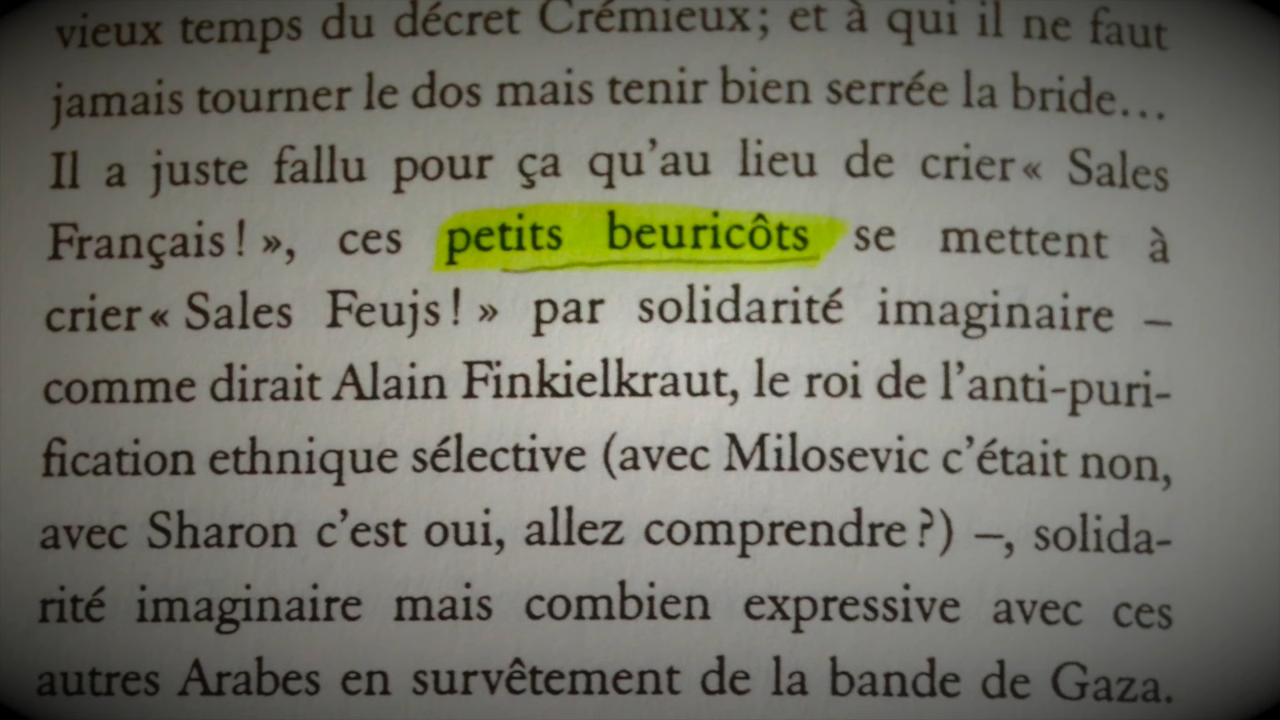 vieux temps du décret Crémieux ; et à qui il ne faut
jamais tourner le dos mais tenir bien serrée la bride...
Il a juste fallu pour ça qu'au lieu de crier « Sales
Français ! », ces petits beuricôts se mettent à
crier « Sales Feujs ! » par solidarité imaginaire –
comme dirait Alain Finkielkraut, le roi de l'anti-puri-
fication ethnique sélective (avec Milosevic c'était non,
avec Sharon c'est oui, allez comprendre ?) –, solida-
rité imaginaire mais combien expressive avec ces
autres Arabes en survêtement de la bande de Gaza.